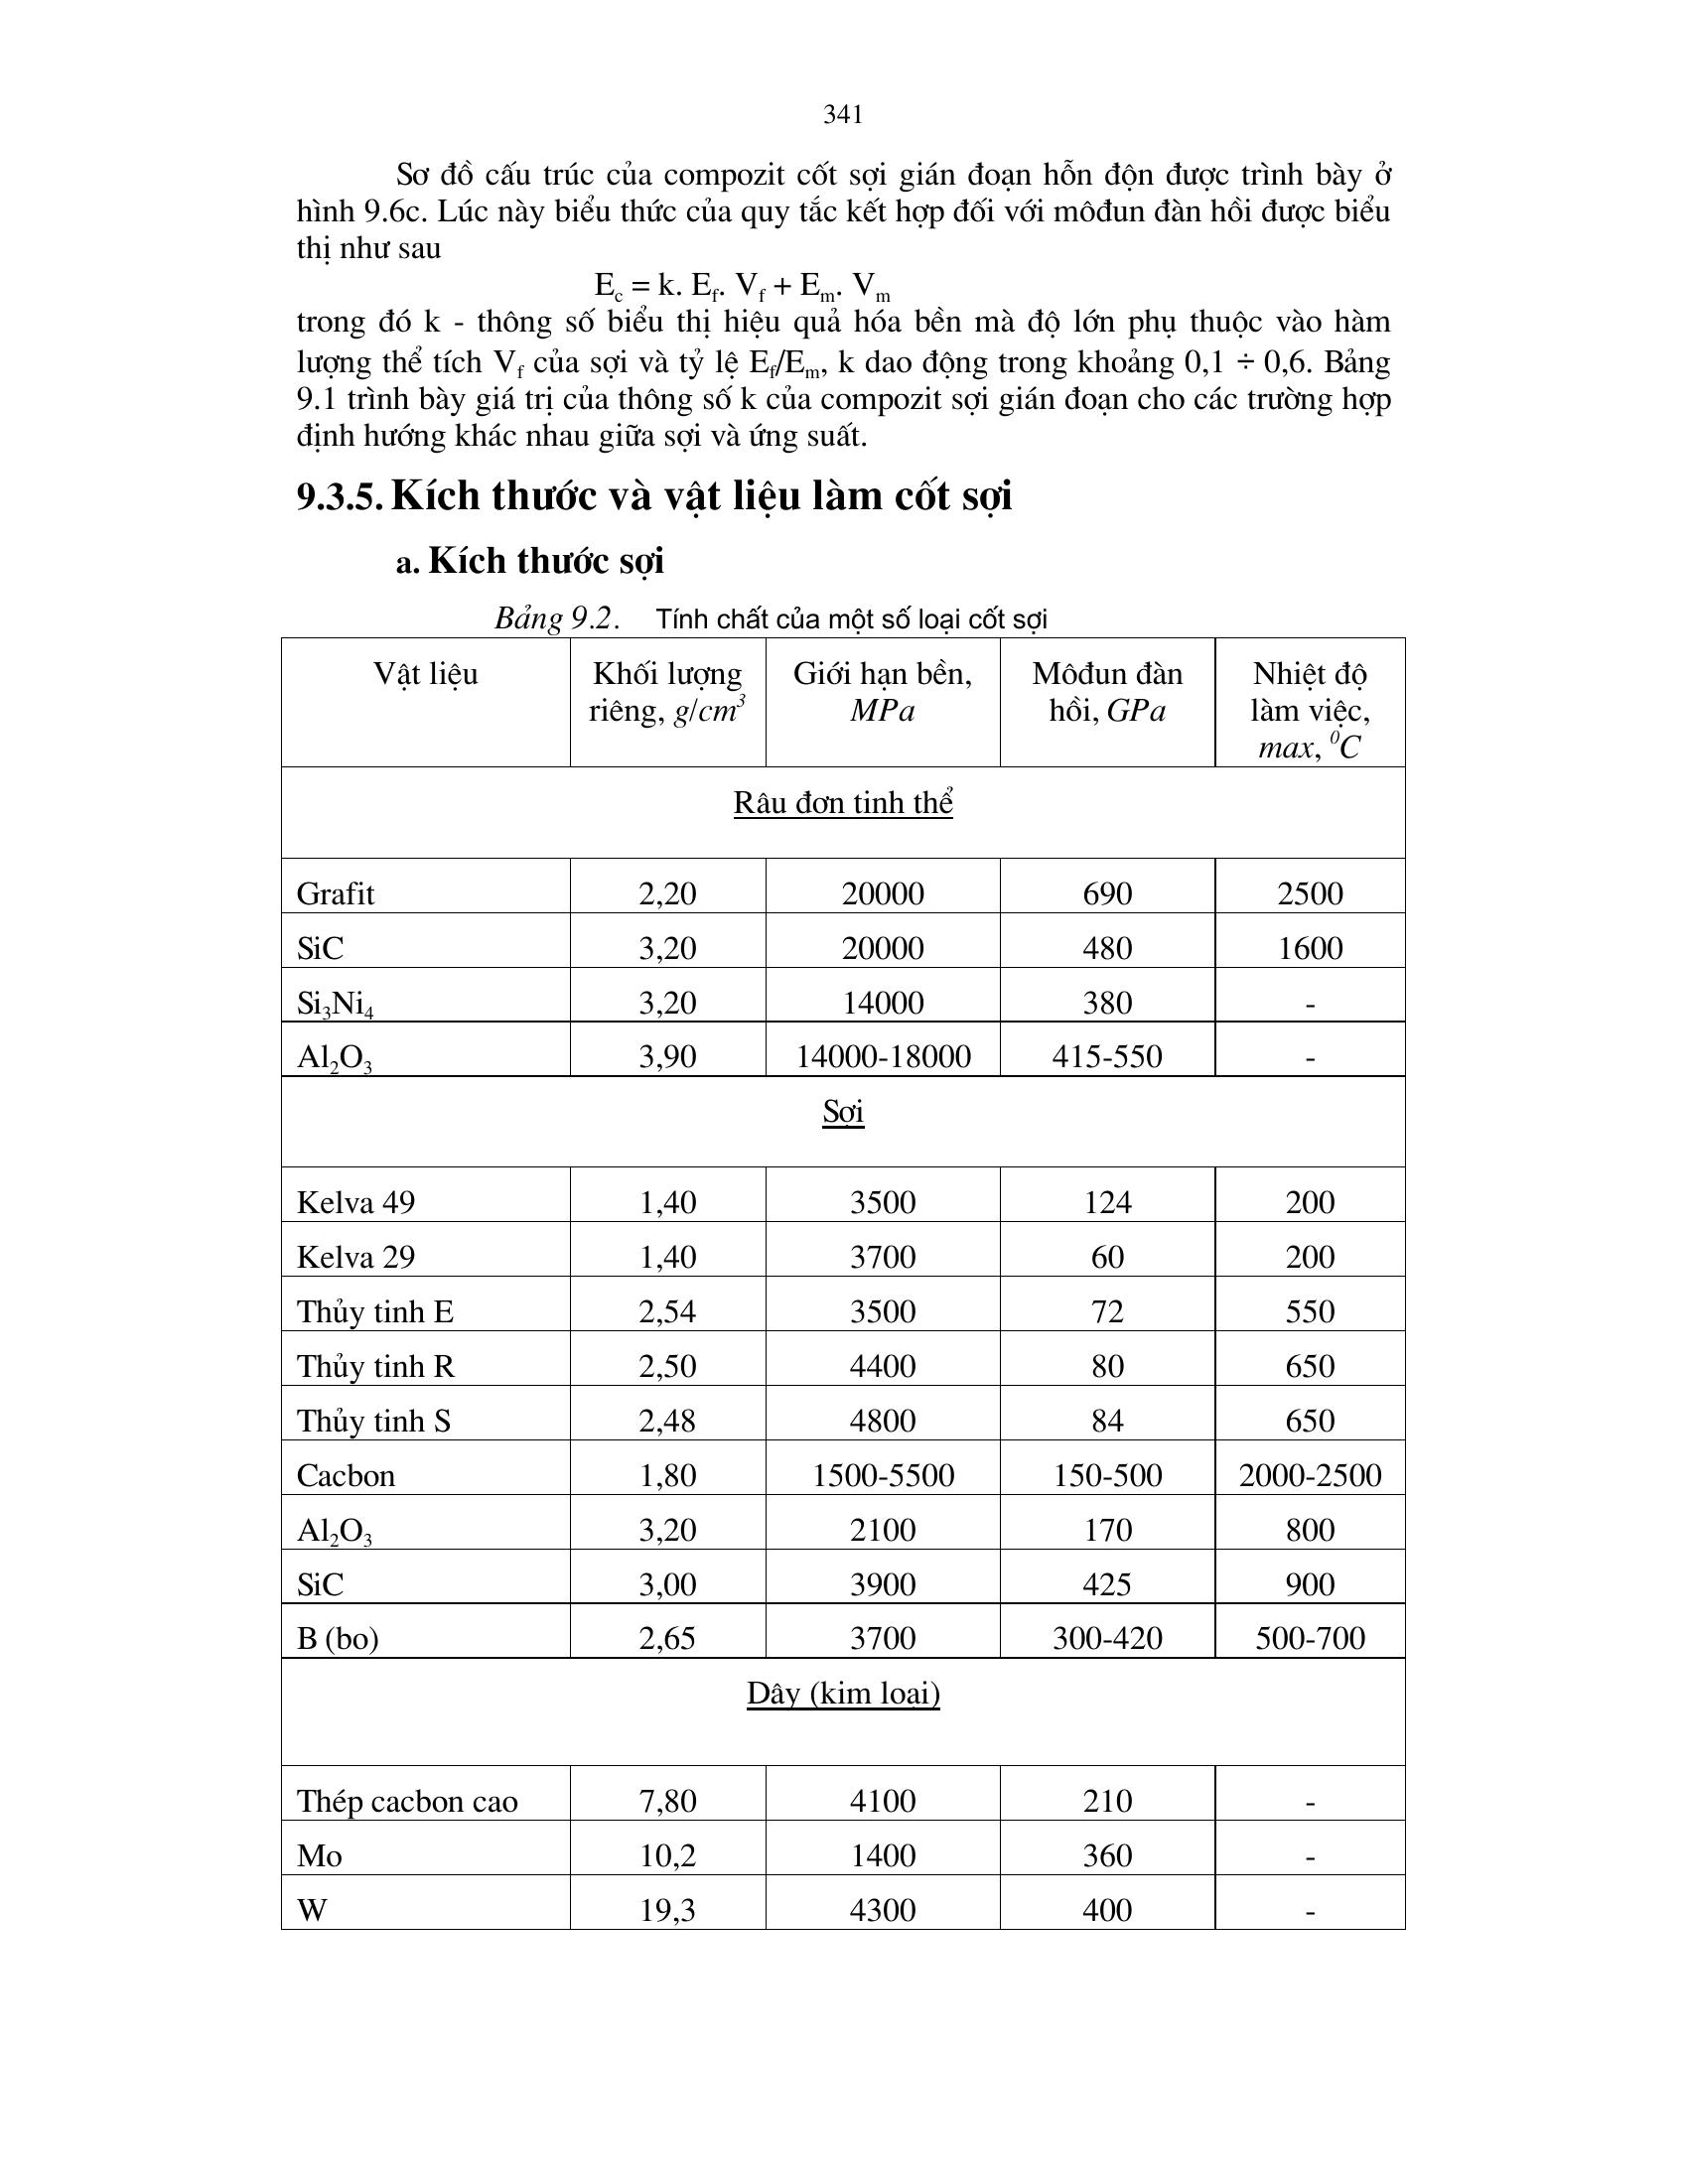 341
Sơ đồ cấu trúc của compozit cốt sợi gián đoạn hỗn độn được trình bày ở
hình 9.6c. Lúc này biểu thức của quy tắc kết hợp đối với môđun đàn hồi được biểu
thị như sau
E_c = k. E_f. V_f + E_m. V_m
trong đó k - thông số biểu thị hiệu quả hóa bền mà độ lớn phụ thuộc vào hàm
lượng thể tích V_f của sợi và tỷ lệ E_f/E_m, k dao động trong khoảng 0,1 ÷ 0,6. Bảng
9.1 trình bày giá trị của thông số k của compozit sợi gián đoạn cho các trường hợp
định hướng khác nhau giữa sợi và ứng suất.
9.3.5. Kích thước và vật liệu làm cốt sợi
a. Kích thước sợi
Bảng 9.2. Tính chất của một số loại cốt sợi
Vật liệu Khối lượng Giới hạn bền, Môđun đàn Nhiệt độ
riêng, g/cm³ MPa hồi, GPa làm việc,
max, ⁰C
Râu đơn tinh thể
Grafit 2,20 20000 690 2500
SiC 3,20 20000 480 1600
Si₃Ni₄ 3,20 14000 380 -
Al₂O₃ 3,90 14000-18000 415-550 -
Sợi
Kelva 49 1,40 3500 124 200
Kelva 29 1,40 3700 60 200
Thủy tinh E 2,54 3500 72 550
Thủy tinh R 2,50 4400 80 650
Thủy tinh S 2,48 4800 84 650
Cacbon 1,80 1500-5500 150-500 2000-2500
Al₂O₃ 3,20 2100 170 800
SiC 3,00 3900 425 900
B (bo) 2,65 3700 300-420 500-700
Dây (kim loại)
Thép cacbon cao 7,80 4100 210 -
Mo 10,2 1400 360 -
W 19,3 4300 400 -